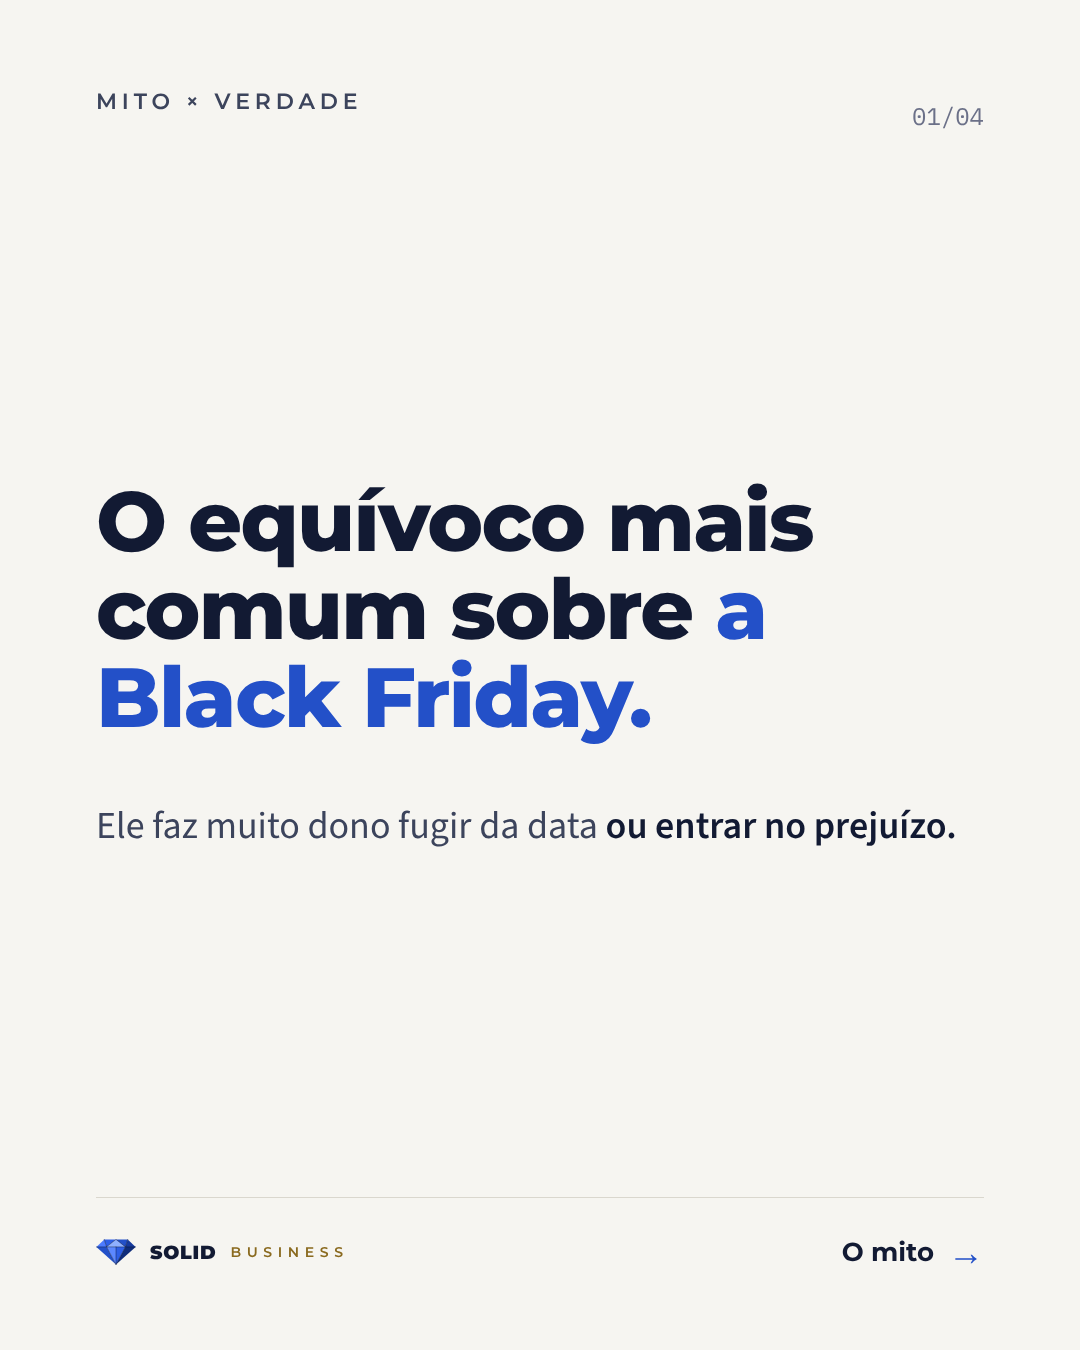 MITO × VERDADE
01/04
O equívoco mais
comum sobre a
Black Friday.
Ele faz muito dono fugir da data ou entrar no prejuízo.
SOLID BUSINESS
O mito →